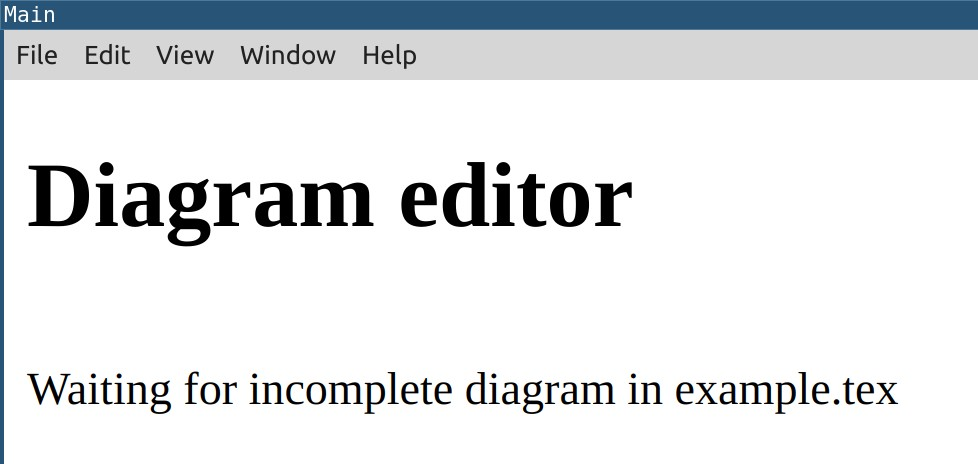 Main
File Edit View Window Help
Diagram editor
Waiting for incomplete diagram in example.tex